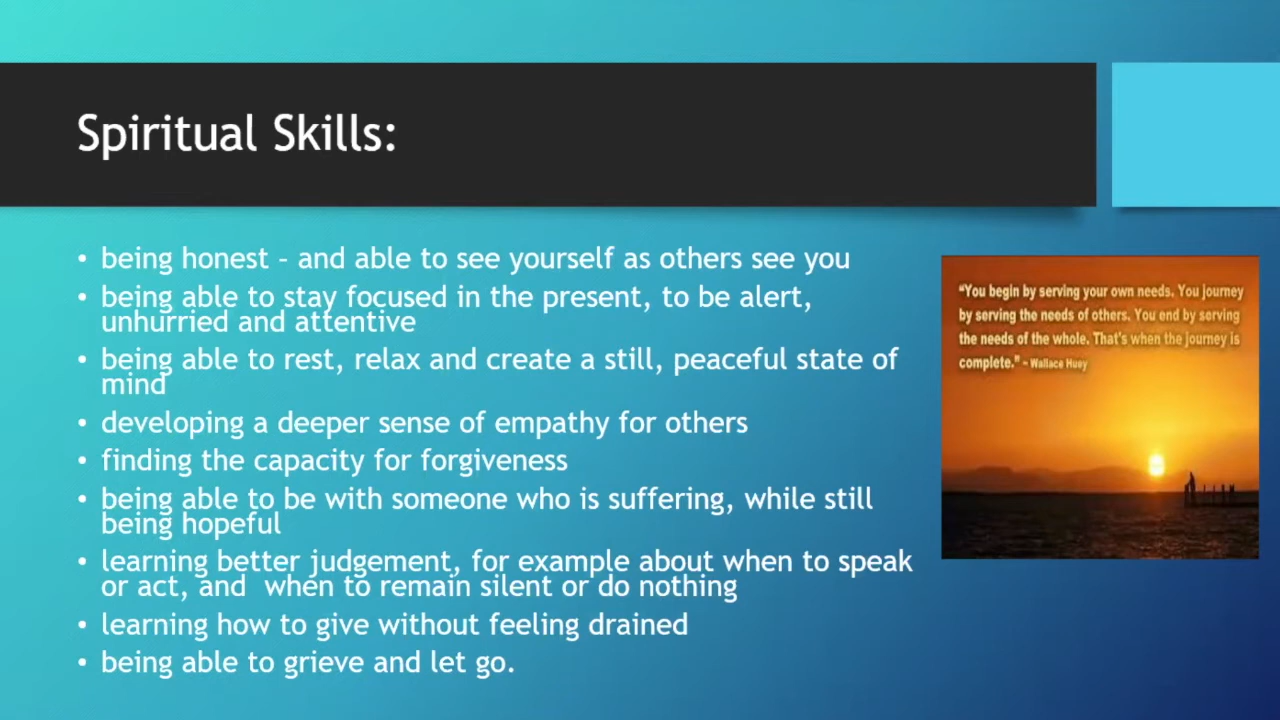 Spiritual Skills:
• being honest – and able to see yourself as others see you
• being able to stay focused in the present, to be alert,
unhurried and attentive
• being able to rest, relax and create a still, peaceful state of
mind
• developing a deeper sense of empathy for others
• finding the capacity for forgiveness
• being able to be with someone who is suffering, while still
being hopeful
• learning better judgement, for example about when to speak
or act, and  when to remain silent or do nothing
• learning how to give without feeling drained
• being able to grieve and let go.
“You begin by serving your own needs. You journey
by serving the needs of others. You end by serving
the needs of the whole. That's when the journey is
complete.” ~ Wallace Huey